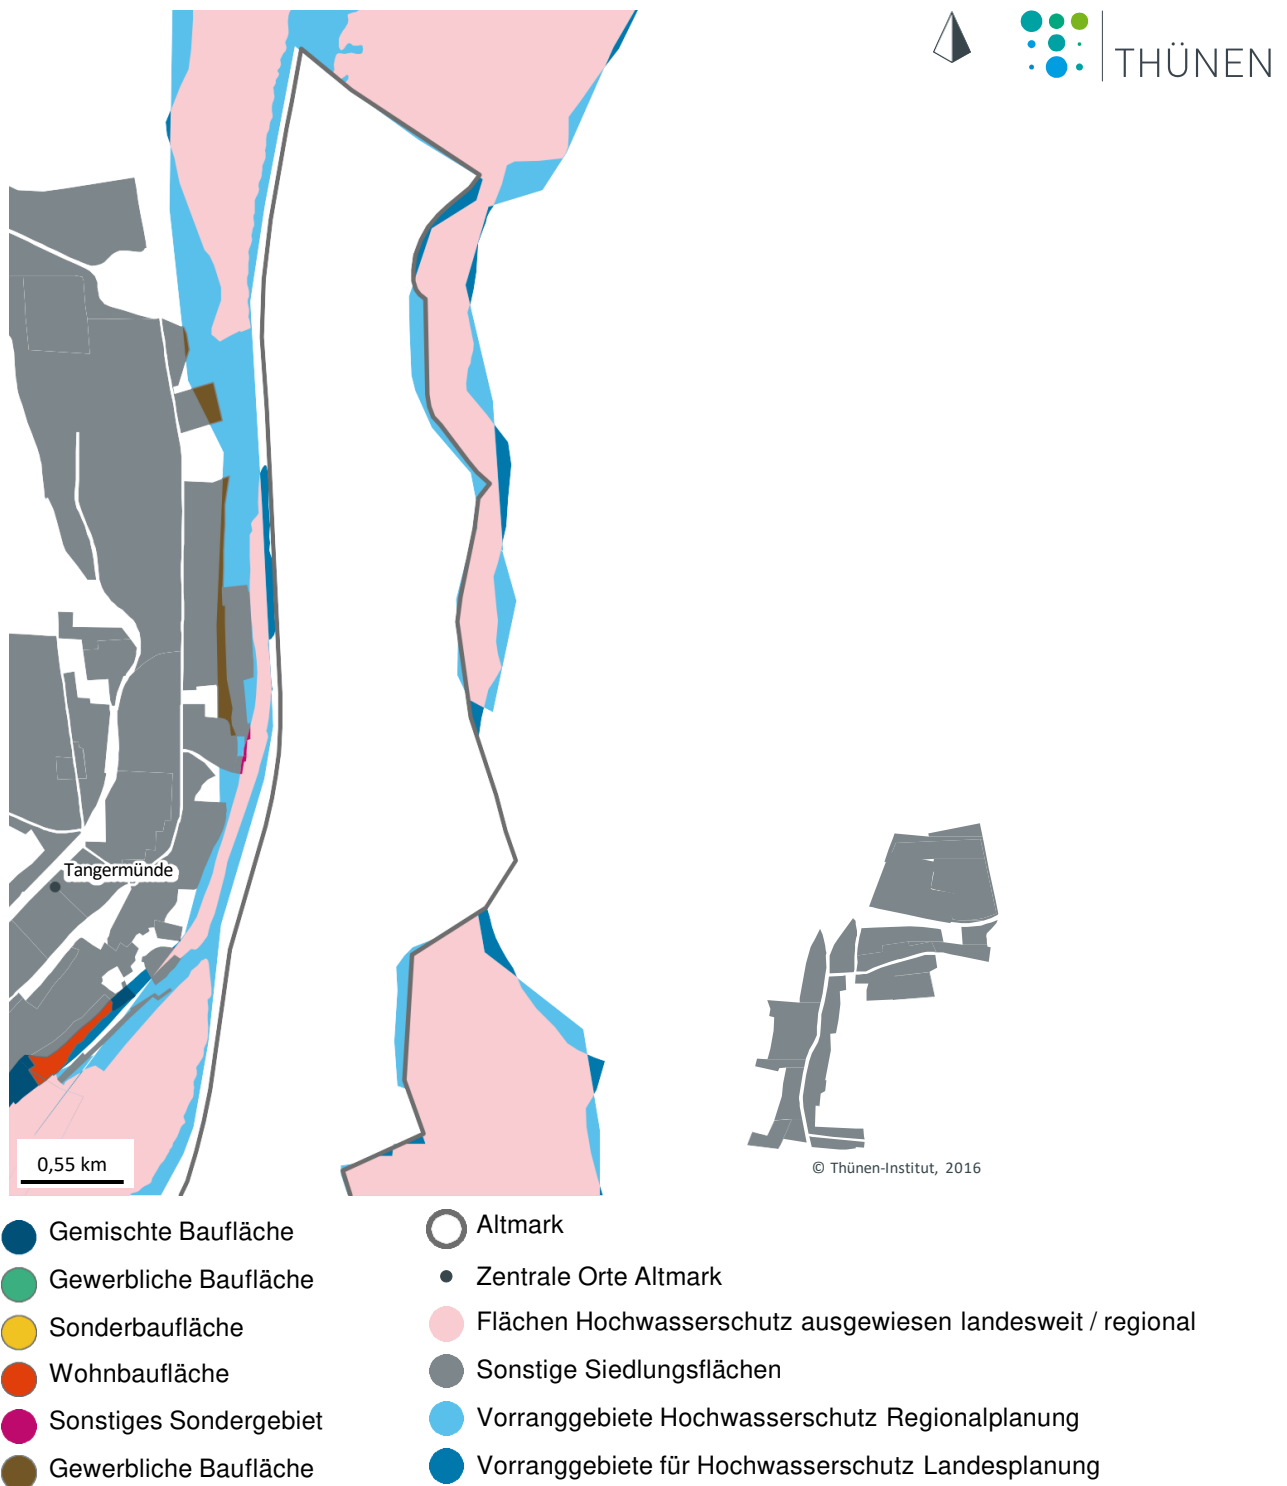 THÜNEN
Tangermünde
0,55 km
© Thünen-Institut, 2016
Gemischte Baufläche
Gewerbliche Baufläche
Sonderbaufläche
Wohnbaufläche
Sonstiges Sondergebiet
Gewerbliche Baufläche
Altmark
Zentrale Orte Altmark
Flächen Hochwasserschutz ausgewiesen landesweit / regional
Sonstige Siedlungsflächen
Vorranggebiete Hochwasserschutz Regionalplanung
Vorranggebiete für Hochwasserschutz Landesplanung